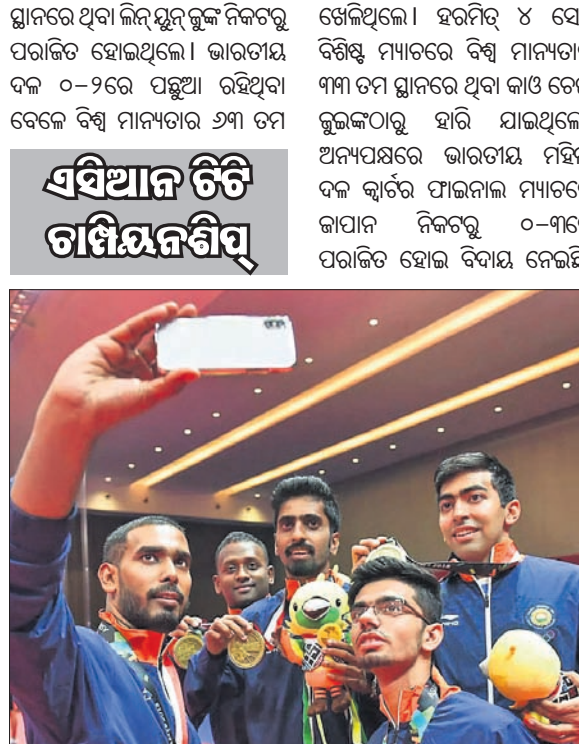 ସ୍ଥାନରେ ଥିବା ଲିନ୍ ୟୁନ୍ ଜୁଙ୍କ ନିକଟରୁ
ପରାଜିତ ହୋଇଥିଲେ। ଭାରତୀୟ
ଦଳ ୦-୨ରେ ପଛୁଆ ରହିଥିବା
ବେଳେ ବିଶ୍ୱ ମାନ୍ୟତାର ୬୩ ତମ
ଏସିଆନ ଟିଟି
ଚାମ୍ପିୟନଶିପ୍
ଖେଳିଥିଲେ। ହରମିତ୍ ୪ ସେଟ
ବିଶିଷ୍ଟ ମ୍ୟାଚରେ ବିଶ୍ୱ ମାନ୍ୟତାର
୩୩ ତମ ସ୍ଥାନରେ ଥିବା କାଓ ଚେଙ୍ଗ
ଜୁଇଙ୍କଠାରୁ ହାରି ଯାଇଥିଲେ
ଅନ୍ୟପକ୍ଷରେ ଭାରତୀୟ ମହିଳା
ଦଳ କ୍ୱାର୍ଟର ଫାଇନାଲ ମ୍ୟାଚରେ
ଜାପାନ ନିକଟରୁ ୦-୩ରେ
ପରାଜିତ ହୋଇ ବିଦାୟ ନେଇଛି